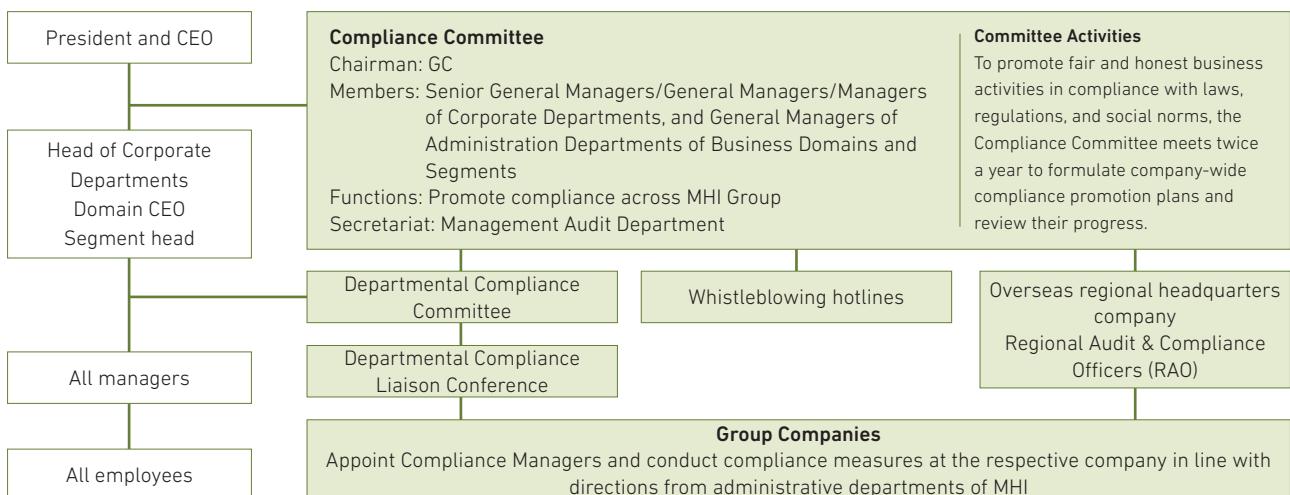 President and CEO
Head of Corporate
Departments
Domain CEO
Segment head
All managers
All employees
Compliance Committee
Chairman: GC
Members: Senior General Managers/General Managers/Managers
of Corporate Departments, and General Managers of
Administration Departments of Business Domains and
Segments
Functions: Promote compliance across MHI Group
Secretariat: Management Audit Department
Committee Activities
To promote fair and honest business
activities in compliance with laws,
regulations, and social norms, the
Compliance Committee meets twice
a year to formulate company-wide
compliance promotion plans and
review their progress.
Departmental Compliance
Committee
Whistleblowing hotlines
Overseas regional headquarters
company
Regional Audit & Compliance
Officers (RAO)
Departmental Compliance
Liaison Conference
Group Companies
Appoint Compliance Managers and conduct compliance measures at the respective company in line with
directions from administrative departments of MHI